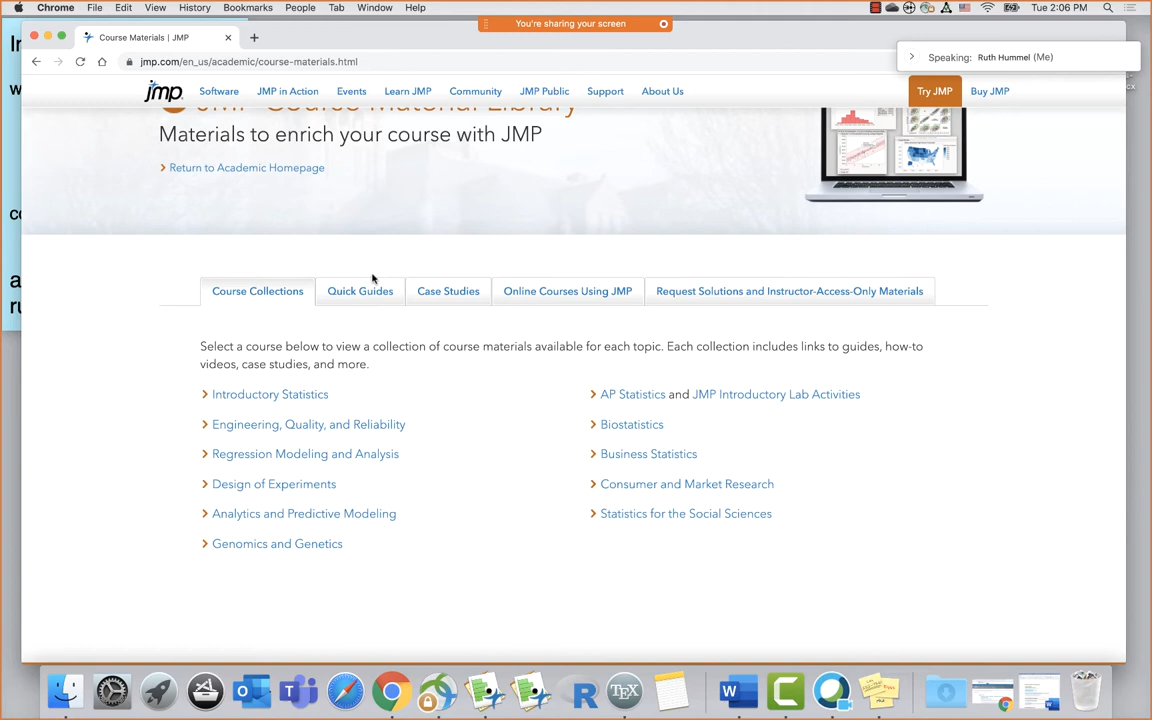 Chrome File Edit View History Bookmarks People Tab Window Help
Tue 2:06 PM
You're sharing your screen
Course Materials | JMP
jmp.com/en_us/academic/course-materials.html
Speaking: Ruth Hummel (Me)
jmp Software JMP in Action Events Learn JMP Community JMP Public Support About Us Try JMP Buy JMP
JMP Course Material Library
Materials to enrich your course with JMP
Return to Academic Homepage
Course Collections Quick Guides Case Studies Online Courses Using JMP Request Solutions and Instructor-Access-Only Materials
Select a course below to view a collection of course materials available for each topic. Each collection includes links to guides, how-to
videos, case studies, and more.
Introductory Statistics
AP Statistics and JMP Introductory Lab Activities
Engineering, Quality, and Reliability
Biostatistics
Regression Modeling and Analysis
Business Statistics
Design of Experiments
Consumer and Market Research
Analytics and Predictive Modeling
Statistics for the Social Sciences
Genomics and Genetics